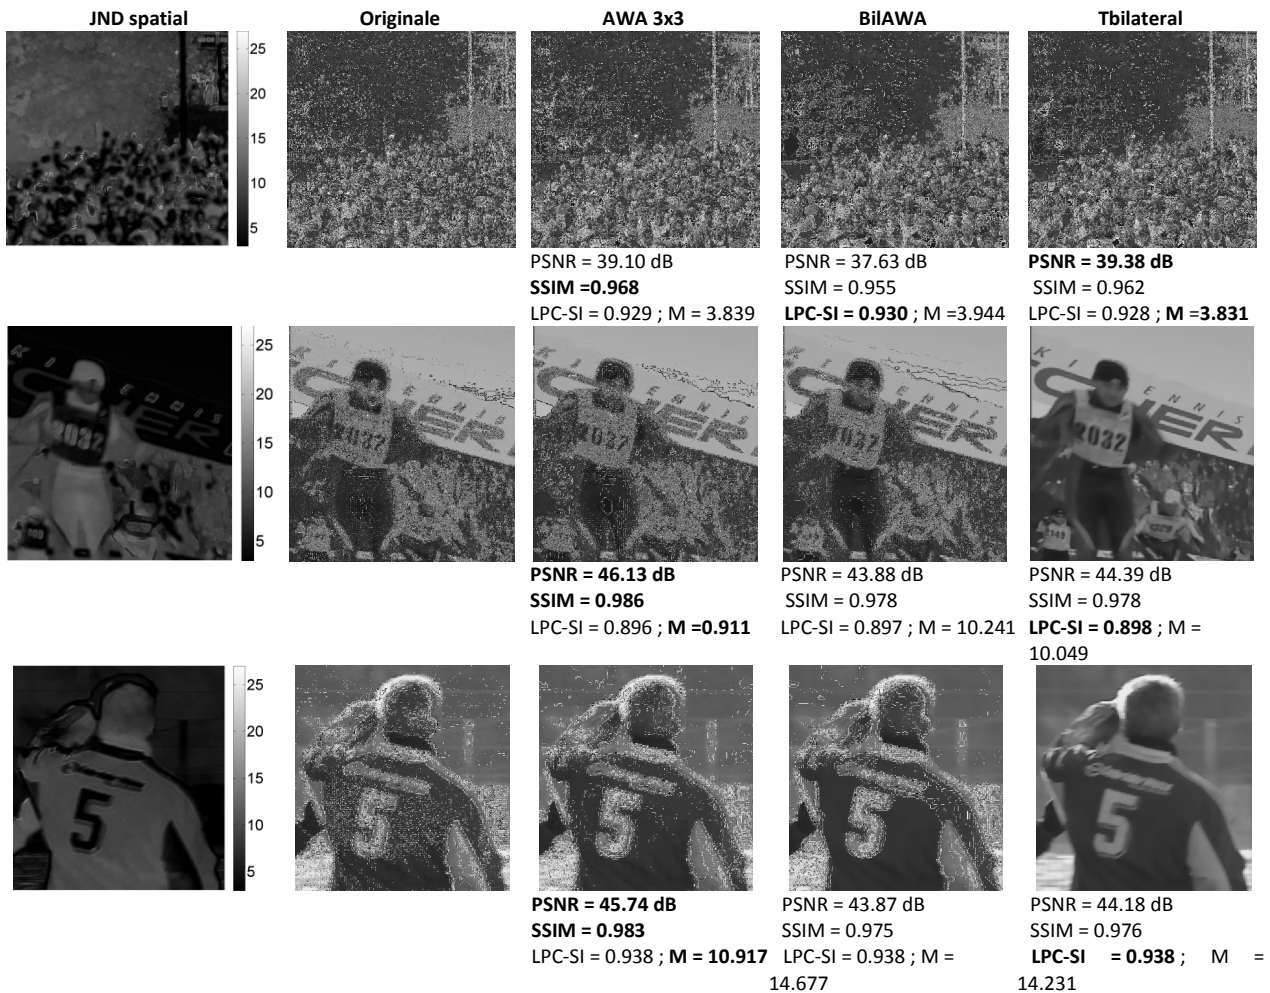 JND spatial Originale AWA 3x3 BilAWA Tbilateral
20
15
10
5
PSNR = 39.10 dB PSNR = 37.63 dB PSNR = 39.38 dB
SSIM =0.968 SSIM = 0.955 SSIM = 0.962
LPC-SI = 0.929 ; M = 3.839 LPC-SI = 0.930 ; M =3.944 LPC-SI = 0.928 ; M =3.831
25
20
15
10
5
K I E N N I S
2032
PSNR = 46.13 dB PSNR = 43.88 dB PSNR = 44.39 dB
SSIM = 0.986 SSIM = 0.978 SSIM = 0.978
LPC-SI = 0.896 ; M =0.911 LPC-SI = 0.897 ; M = 10.241 LPC-SI = 0.898 ; M =
10.049
25
20
15
10
5
5 5 5 5 5
PSNR = 45.74 dB PSNR = 43.87 dB PSNR = 44.18 dB
SSIM = 0.983 SSIM = 0.975 SSIM = 0.976
LPC-SI = 0.938 ; M = 10.917 LPC-SI = 0.938 ; M = LPC-SI = 0.938 ; M =
14.677 14.231